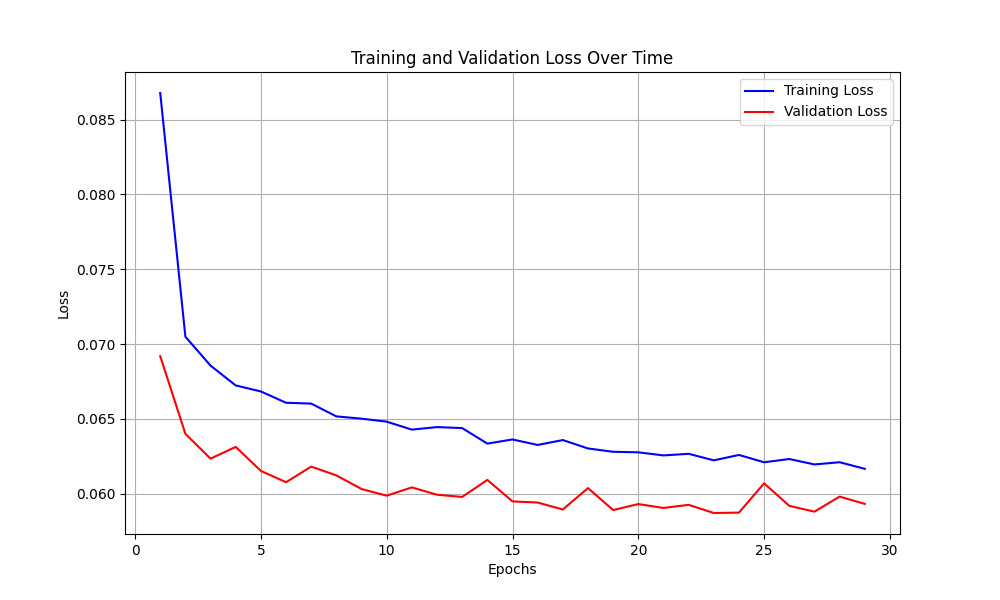 Training and Validation Loss Over Time
Training Loss
Validation Loss
Loss
0.085
0.080
0.075
0.070
0.065
0.060
0 5 10 15 20 25 30
Epochs